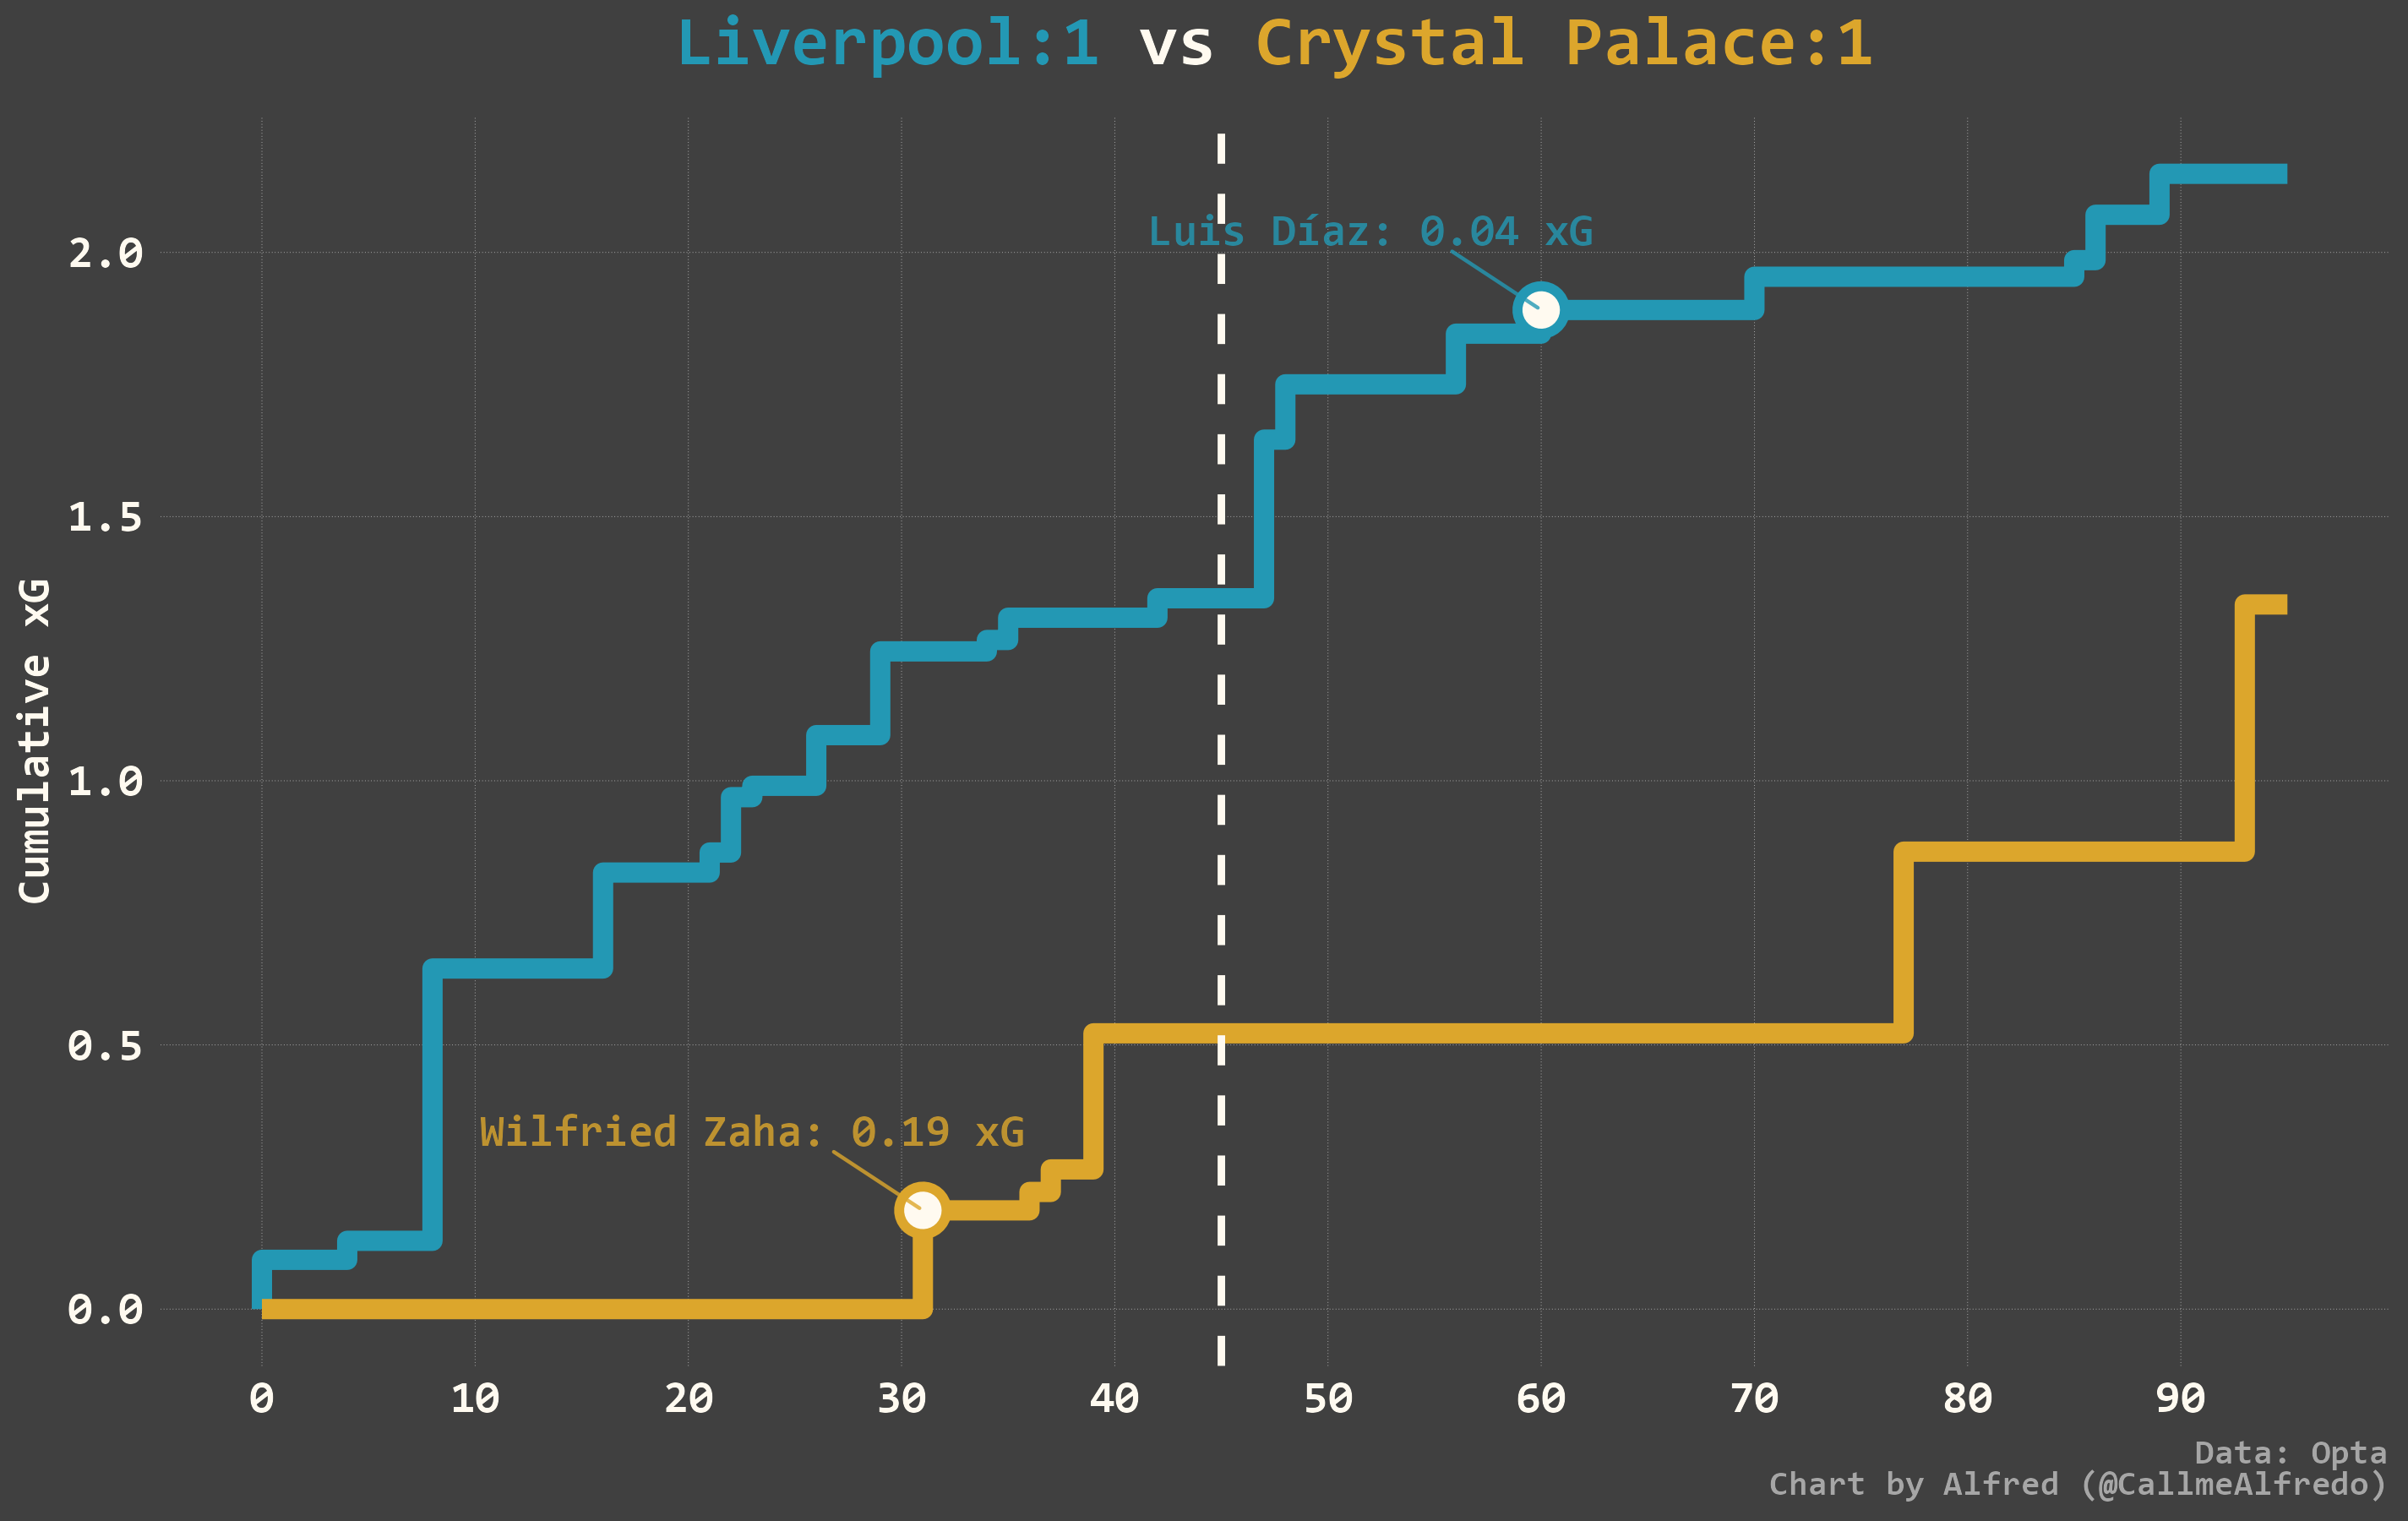 Liverpool:1 vs Crystal Palace:1
Luis Díaz: 0.04 xG
Wilfried Zaha: 0.19 xG
Cumulative xG
2.0
1.5
1.0
0.5
0.0
0 10 20 30 40 50 60 70 80 90
Data: Opta
Chart by Alfred (@CallmeAlfredo)